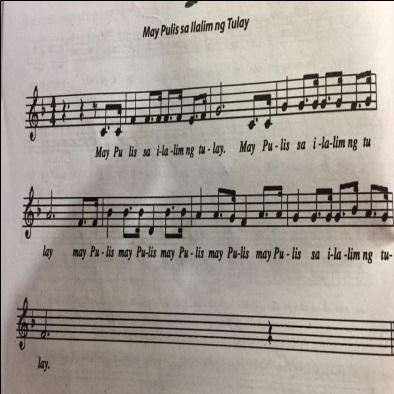 May Pulis sa Ilalim ng Tulay
May Pu lis sa i-la-lim ng tu-lay. May Pu-lis sa i-la-lim ng tu
lay may Pu-lis may Pu-lis may Pu-lis may Pu-lis may Pu-lis sa i-la-lim ng tu-
lay.